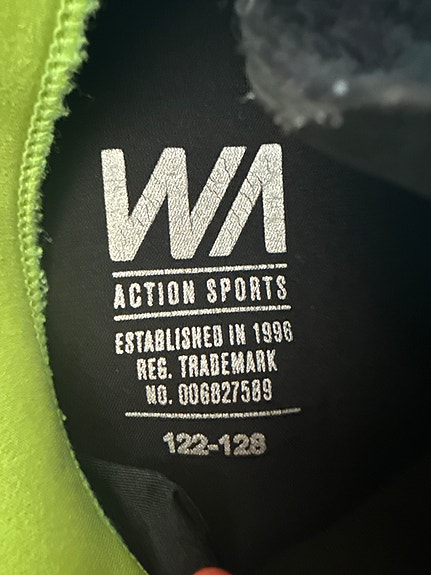 WA
ACTION SPORTS
ESTABLISHED IN 1996
REG. TRADEMARK
NO. 006827589
122-128